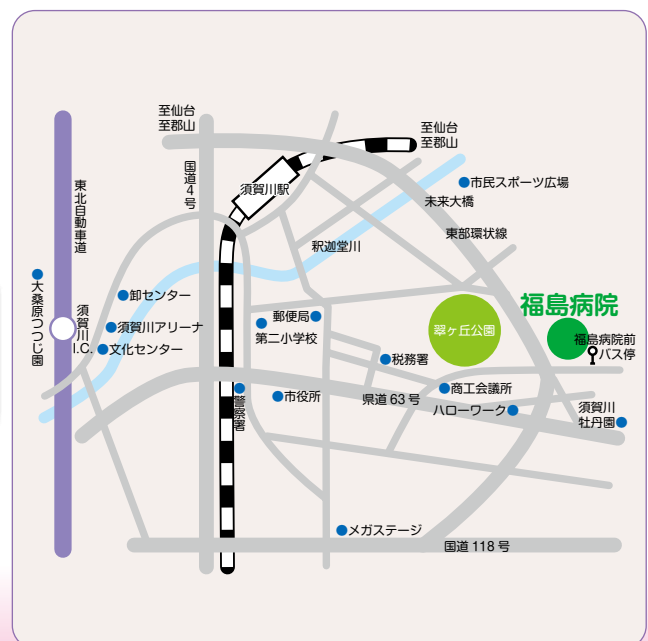 至仙台
至郡山
至仙台
至郡山
国道4号
須賀川駅
東北自動車道
市民スポーツ広場
未来大橋
東部環状線
釈迦堂川
大桑原つつじ園
卸センター
須賀川
I.C.
須賀川アリーナ
文化センター
郵便局
第二小学校
翠ヶ丘公園
福島病院
福島病院前
バス停
税務署
警察署
市役所
県道63号
商工会議所
ハローワーク
須賀川
牡丹園
メガステージ
国道118号